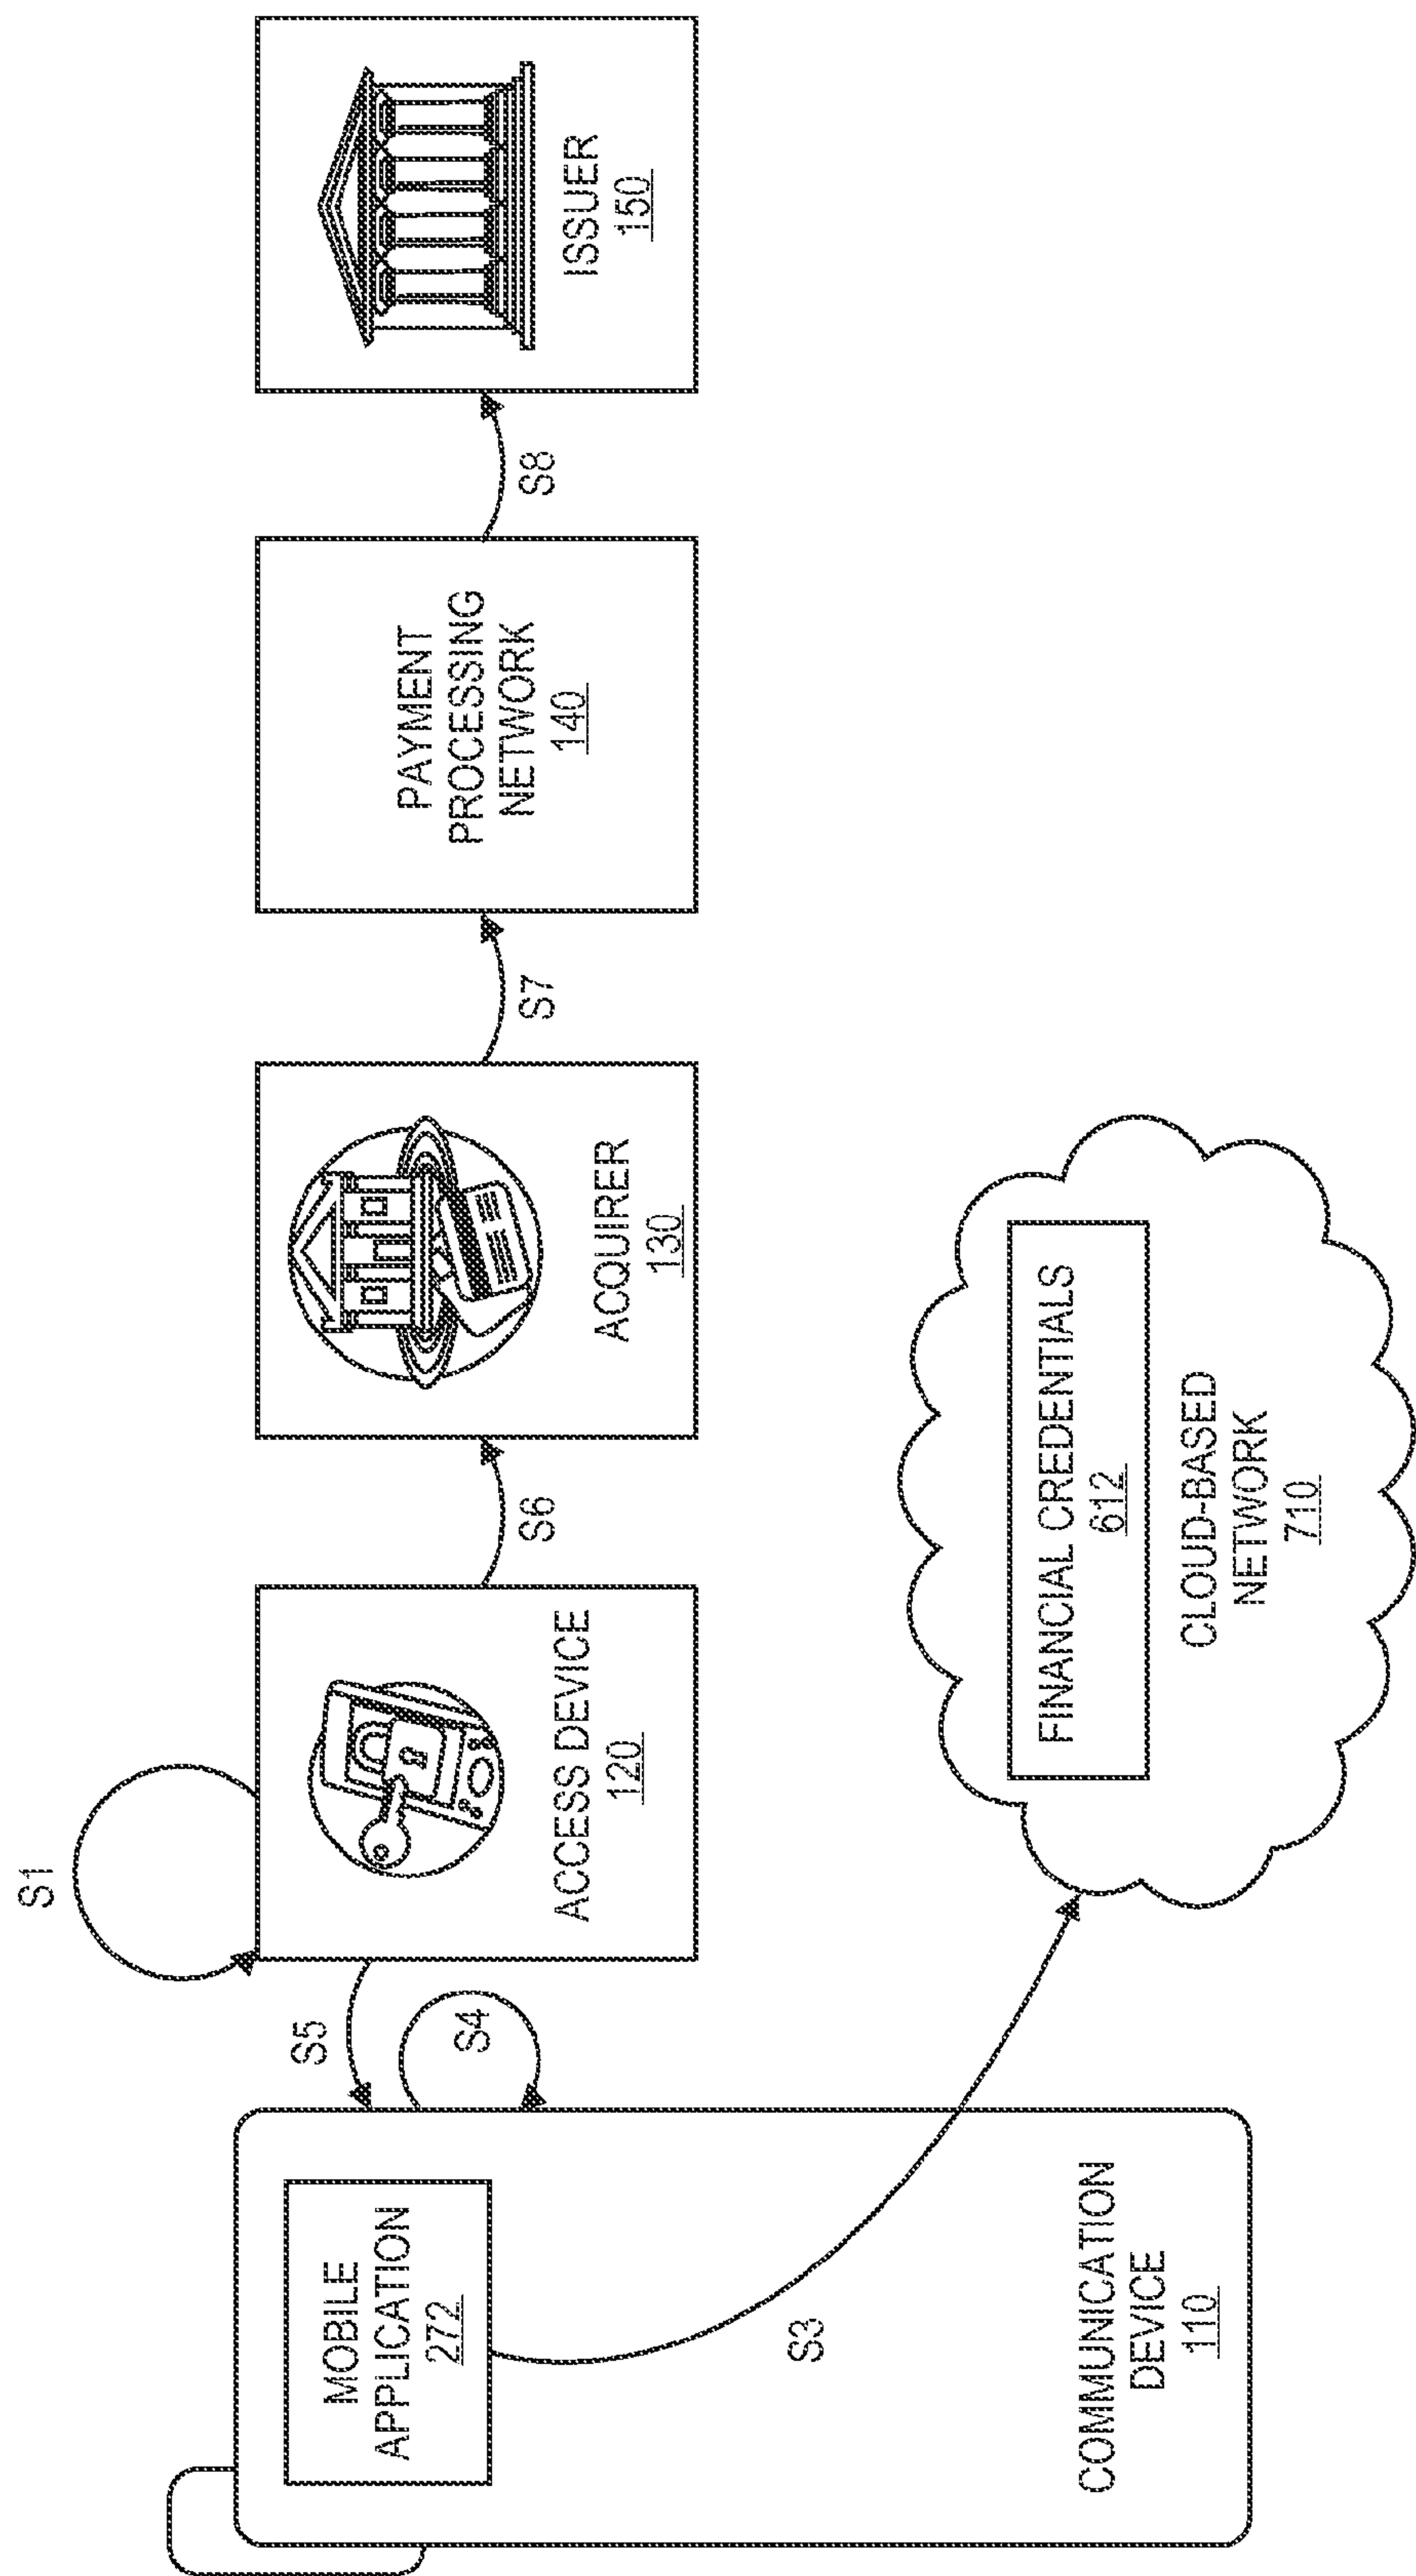 S1
S5
S4
S3
S6
S7
S8
MOBILE
APPLICATION
272
COMMUNICATION
DEVICE
110
ACCESS DEVICE
120
ACQUIRER
130
PAYMENT
PROCESSING
NETWORK
140
ISSUER
150
FINANCIAL CREDENTIALS
612
CLOUD-BASED
NETWORK
710